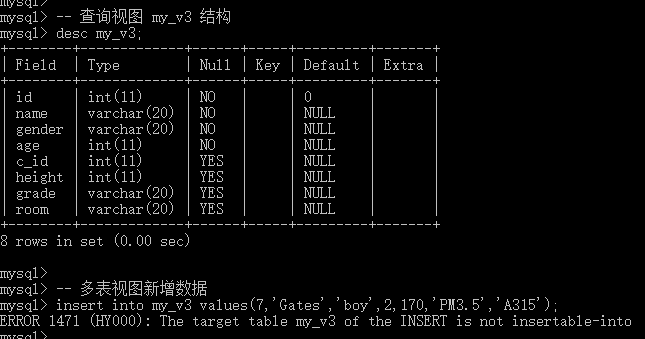 mysql>
mysql> -- 查询视图 my_v3 结构
mysql> desc my_v3;
+--------+-------------+------+-----+---------+-------+
| Field | Type | Null | Key | Default | Extra |
+--------+-------------+------+-----+---------+-------+
| id | int(11) | NO | | 0 | |
| name | varchar(20) | NO | | NULL | |
| gender | varchar(20) | NO | | NULL | |
| age | int(11) | NO | | NULL | |
| c_id | int(11) | YES | | NULL | |
| height | int(11) | YES | | NULL | |
| grade | varchar(20) | YES | | NULL | |
| room | varchar(20) | YES | | NULL | |
+--------+-------------+------+-----+---------+-------+
8 rows in set (0.00 sec)
mysql>
mysql> -- 多表视图新增数据
mysql> insert into my_v3 values(7,'Gates','boy',2,170,'PM3.5','A315');
ERROR 1471 (HY000): The target table my_v3 of the INSERT is not insertable-into
mysql>